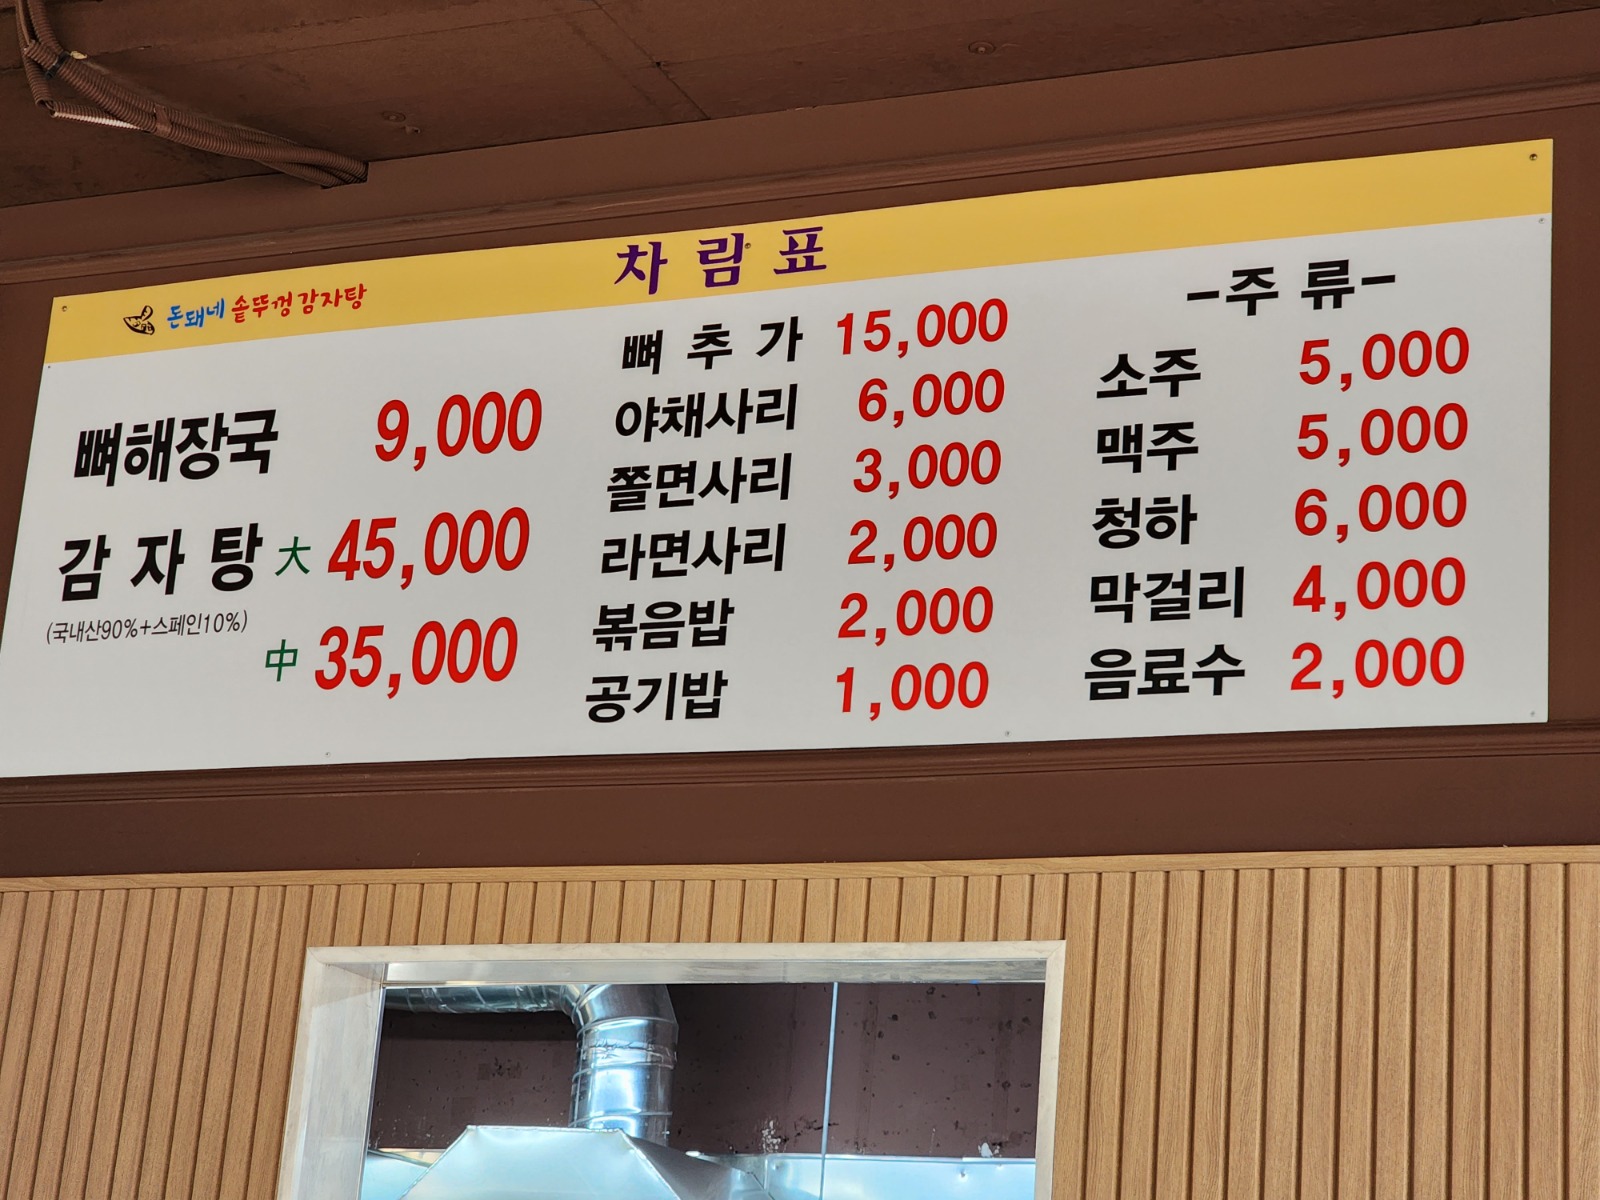 차림표
돈돼네 솥뚜껑감자탕
뼈해장국 9,000
감자탕 大 45,000
(국내산90%+스페인10%)
中 35,000
뼈추가 15,000
야채사리 6,000
쫄면사리 3,000
라면사리 2,000
볶음밥 2,000
공기밥 1,000
-주류-
소주 5,000
맥주 5,000
청하 6,000
막걸리 4,000
음료수 2,000